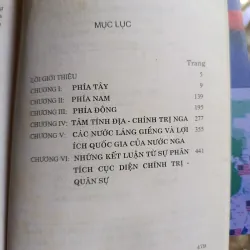 MỤC LỤC
Trang
LỜI GIỚI THIỆU 5
CHƯƠNG I: PHÍA TÂY 9
CHƯƠNG II: PHÍA NAM 139
CHƯƠNG III: PHÍA ĐÔNG 195
CHƯƠNG IV: TÂM TÍNH ĐỊA - CHÍNH TRỊ NGA 277
CHƯƠNG V: CÁC NƯỚC LÁNG GIỀNG VÀ LỢI 355
ÍCH QUỐC GIA CỦA NƯỚC NGA
CHƯƠNG VI: NHỮNG KẾT LUẬN TỪ SỰ PHÂN 441
TÍCH CỤC DIỆN CHÍNH TRỊ -
QUÂN SỰ